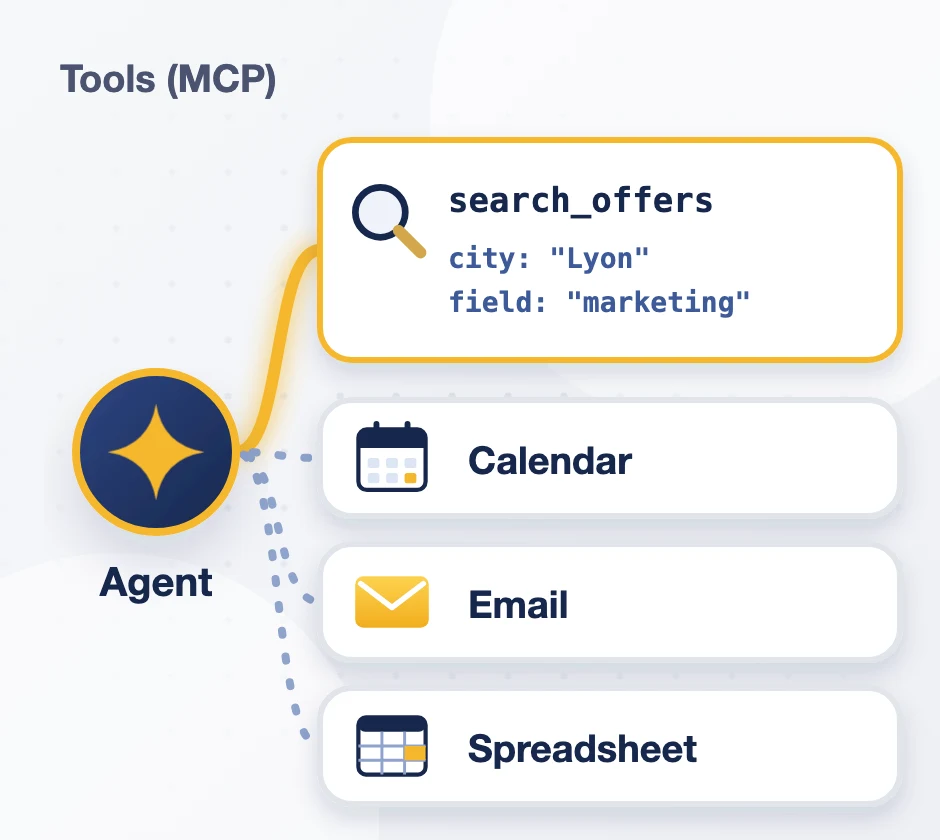 Tools (MCP)
search_offers
city: "Lyon"
field: "marketing"
Calendar
Agent
Email
Spreadsheet